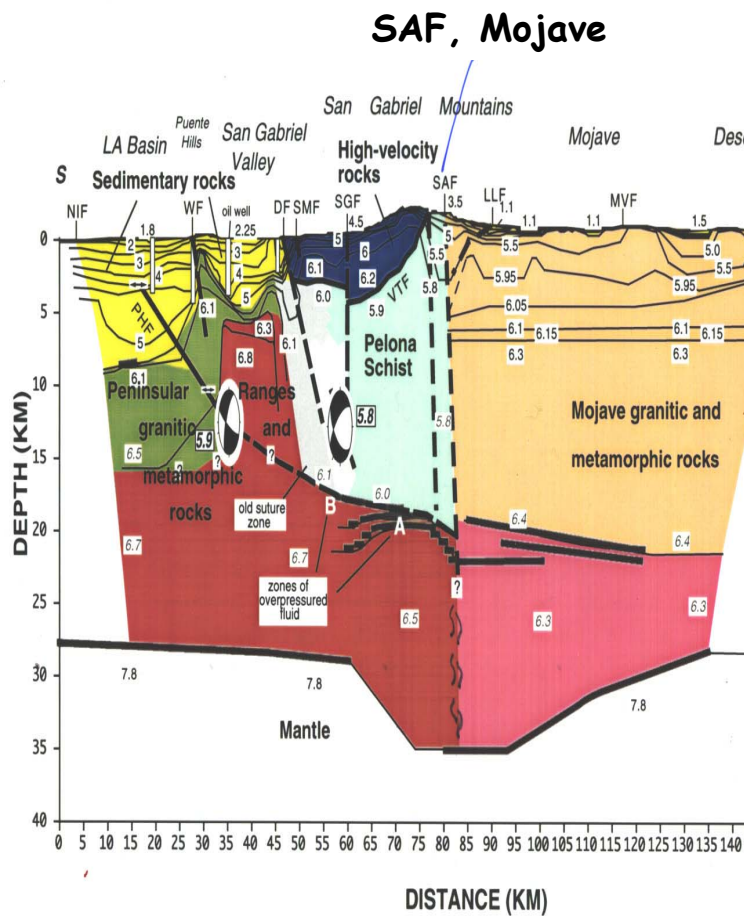 SAF, Mojave
San Gabriel Mountains
Puente
Hills
San Gabriel
Valley
LA Basin
Mojave
Des
High-velocity
rocks
S
Sedimentary rocks
SAF
LLF
NIF
WF
oil well
DF SMF
SGF
MVF
1.8
2.25
4.5
3.5
1.1
1.1
1.1
1.5
0
2
3
4
3
4
5
5
6
6.1
6.2
6.0
5
5.5
5.8
5.5
5.95
5.0
5.5
5.95
5
PHF
5
6.1
6.1
6.3
6.1
5.9
VTF
6.05
6.1
6.15
6.1
6.15
6.3
6.3
6.8
Pelona
Schist
6.1
10
Peninsular
Ranges
granitic
and
5.9
5.8
5.8
Mojave granitic and
metamorphic rocks
6.5
?
?
?
15
metamorphic
rocks
6.1
6.0
old suture
zone
B
A
20
6.7
6.7
6.4
6.4
zones of
overpressured
fluid
?
25
6.5
6.3
6.3
7.8
7.8
7.8
30
Mantle
35
40
DEPTH (KM)
0 5 10 15 20 25 30 35 40 45 50 55 60 65 70 75 80 85 90 95 100 105 110 115 120 125 130 135 140
DISTANCE (KM)